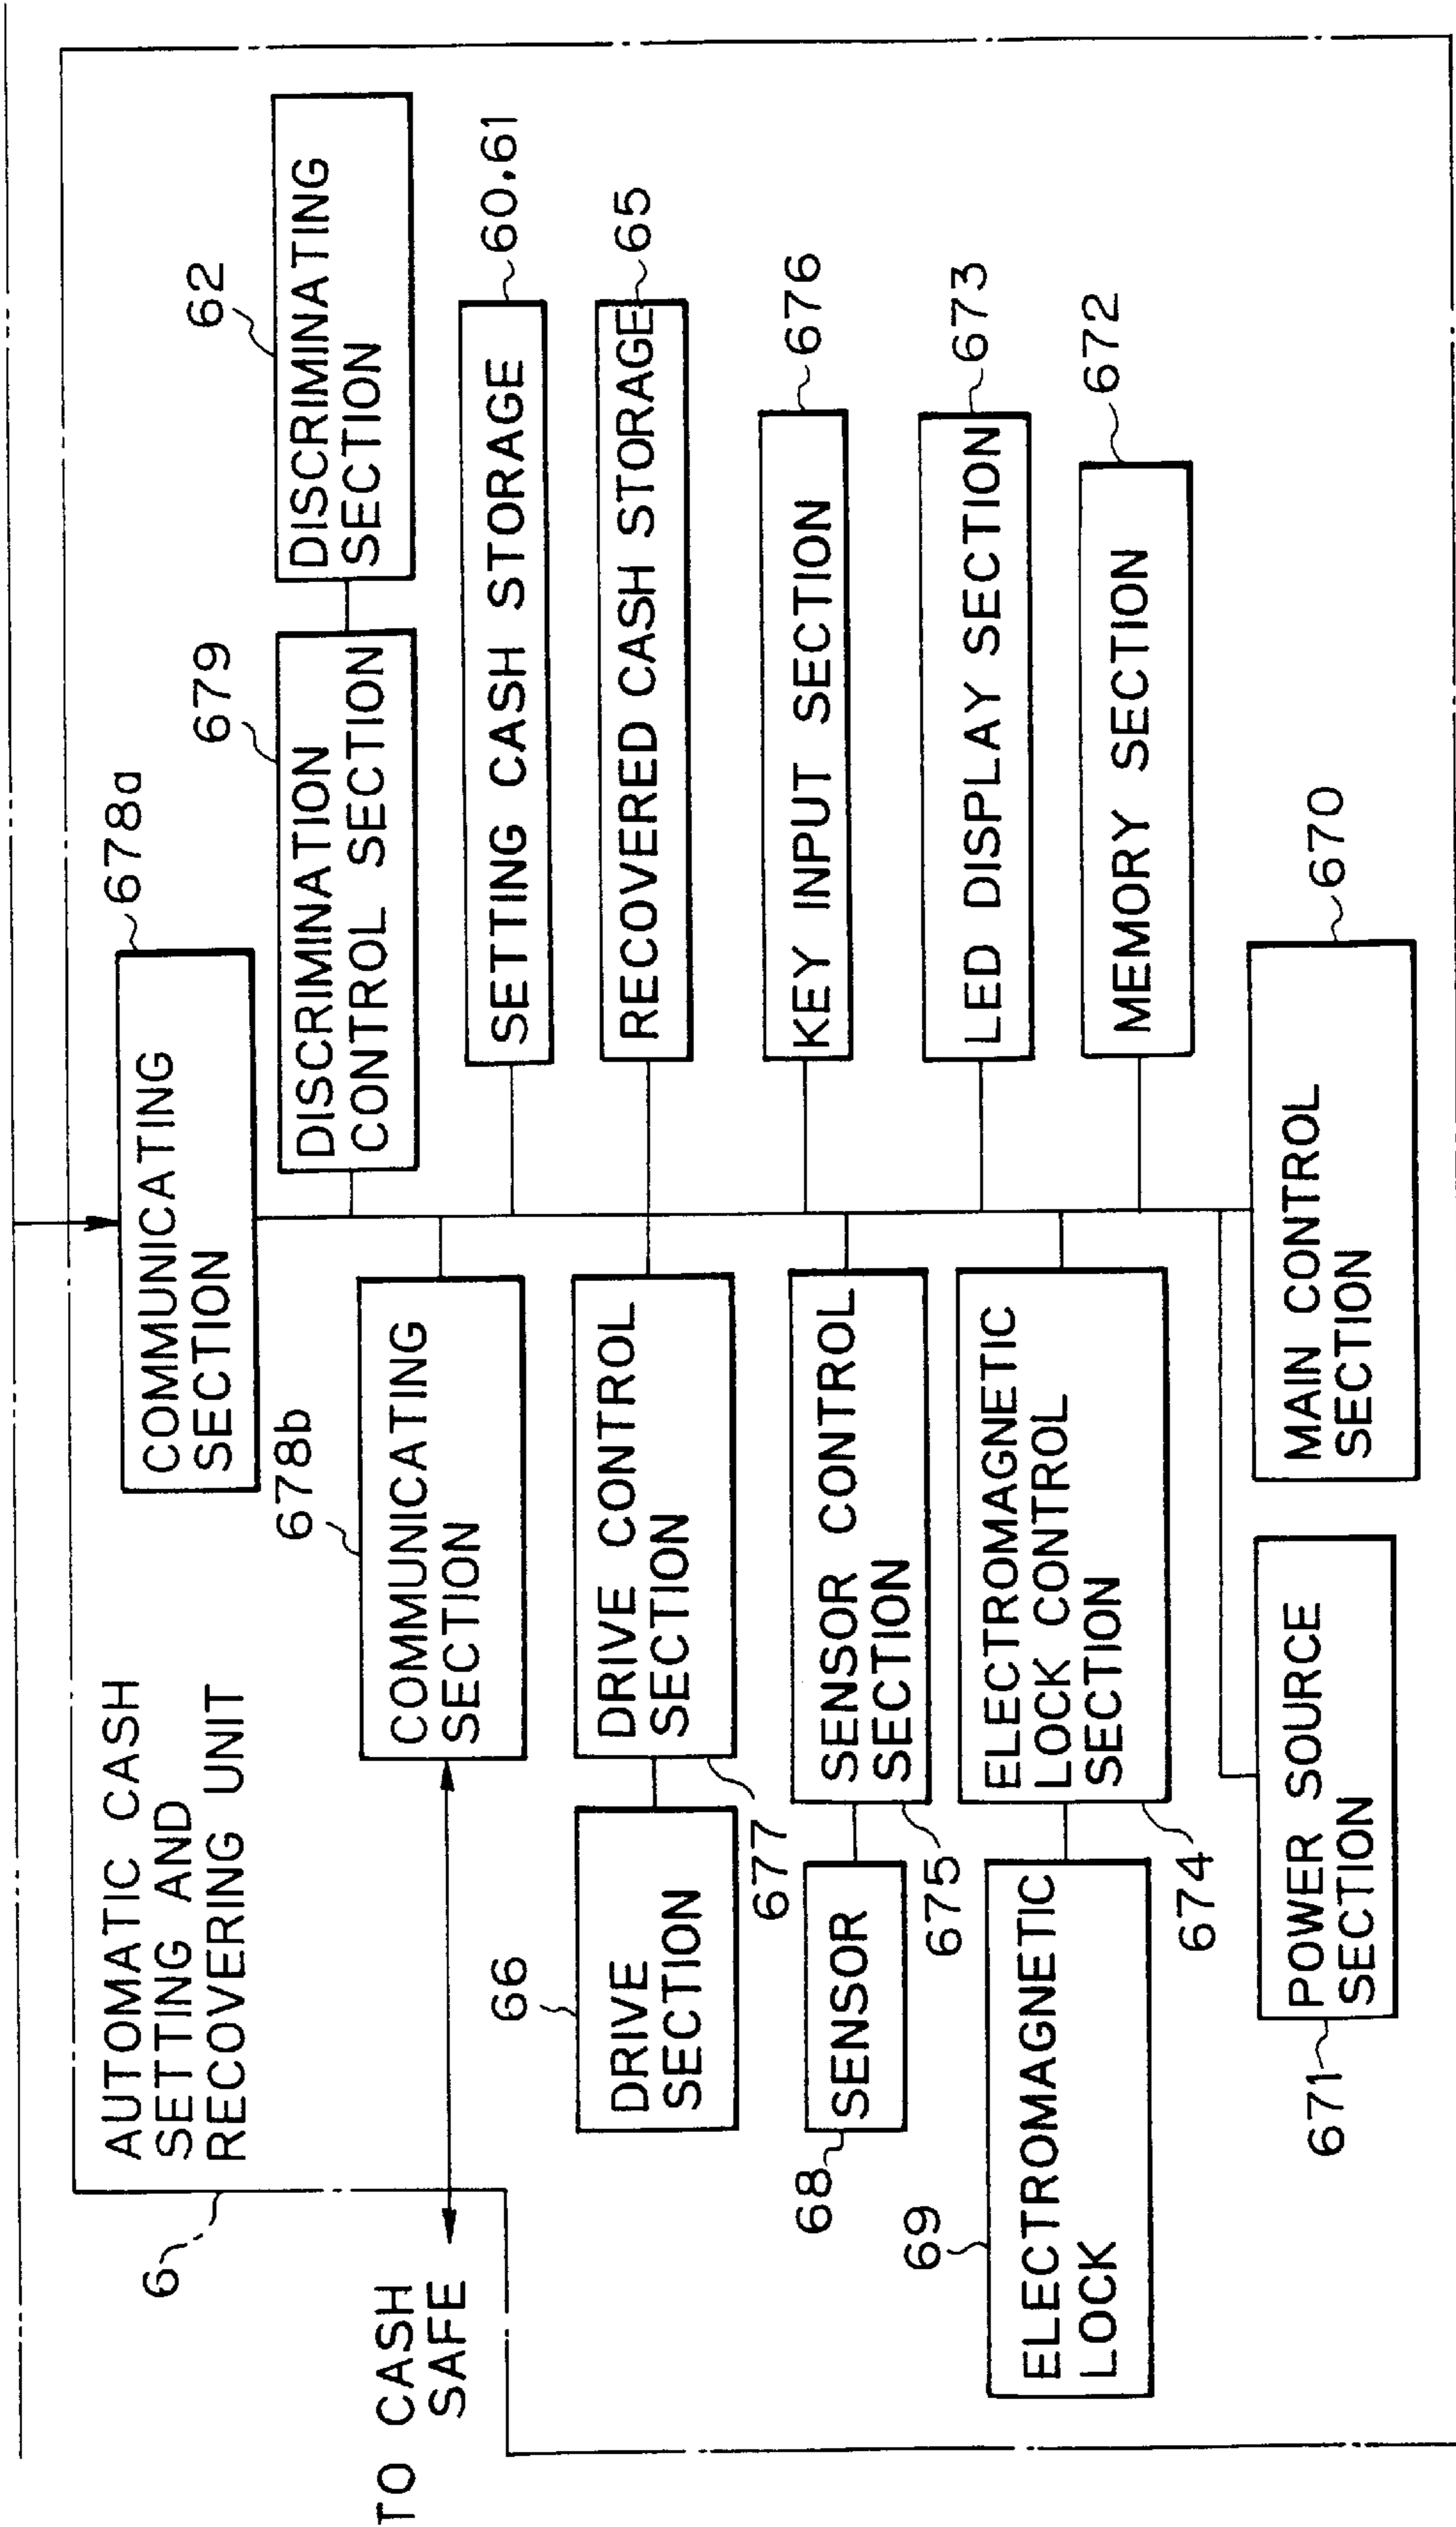 AUTOMATIC CASH
SETTING AND
RECOVERING UNIT
6
TO CASH
SAFE
678a
COMMUNICATING
SECTION
678b
COMMUNICATING
SECTION
679
DISCRIMINATION
CONTROL SECTION
62
DISCRIMINATING
SECTION
SETTING CASH STORAGE
60,61
RECOVERED CASH STORAGE
65
66
DRIVE
SECTION
DRIVE CONTROL
SECTION
677
KEY INPUT SECTION
676
68
SENSOR
SENSOR CONTROL
SECTION
675
LED DISPLAY SECTION
673
69
ELECTROMAGNETIC
LOCK
ELECTROMAGNETIC
LOCK CONTROL
SECTION
674
MEMORY SECTION
672
671
POWER SOURCE
SECTION
MAIN CONTROL
SECTION
670